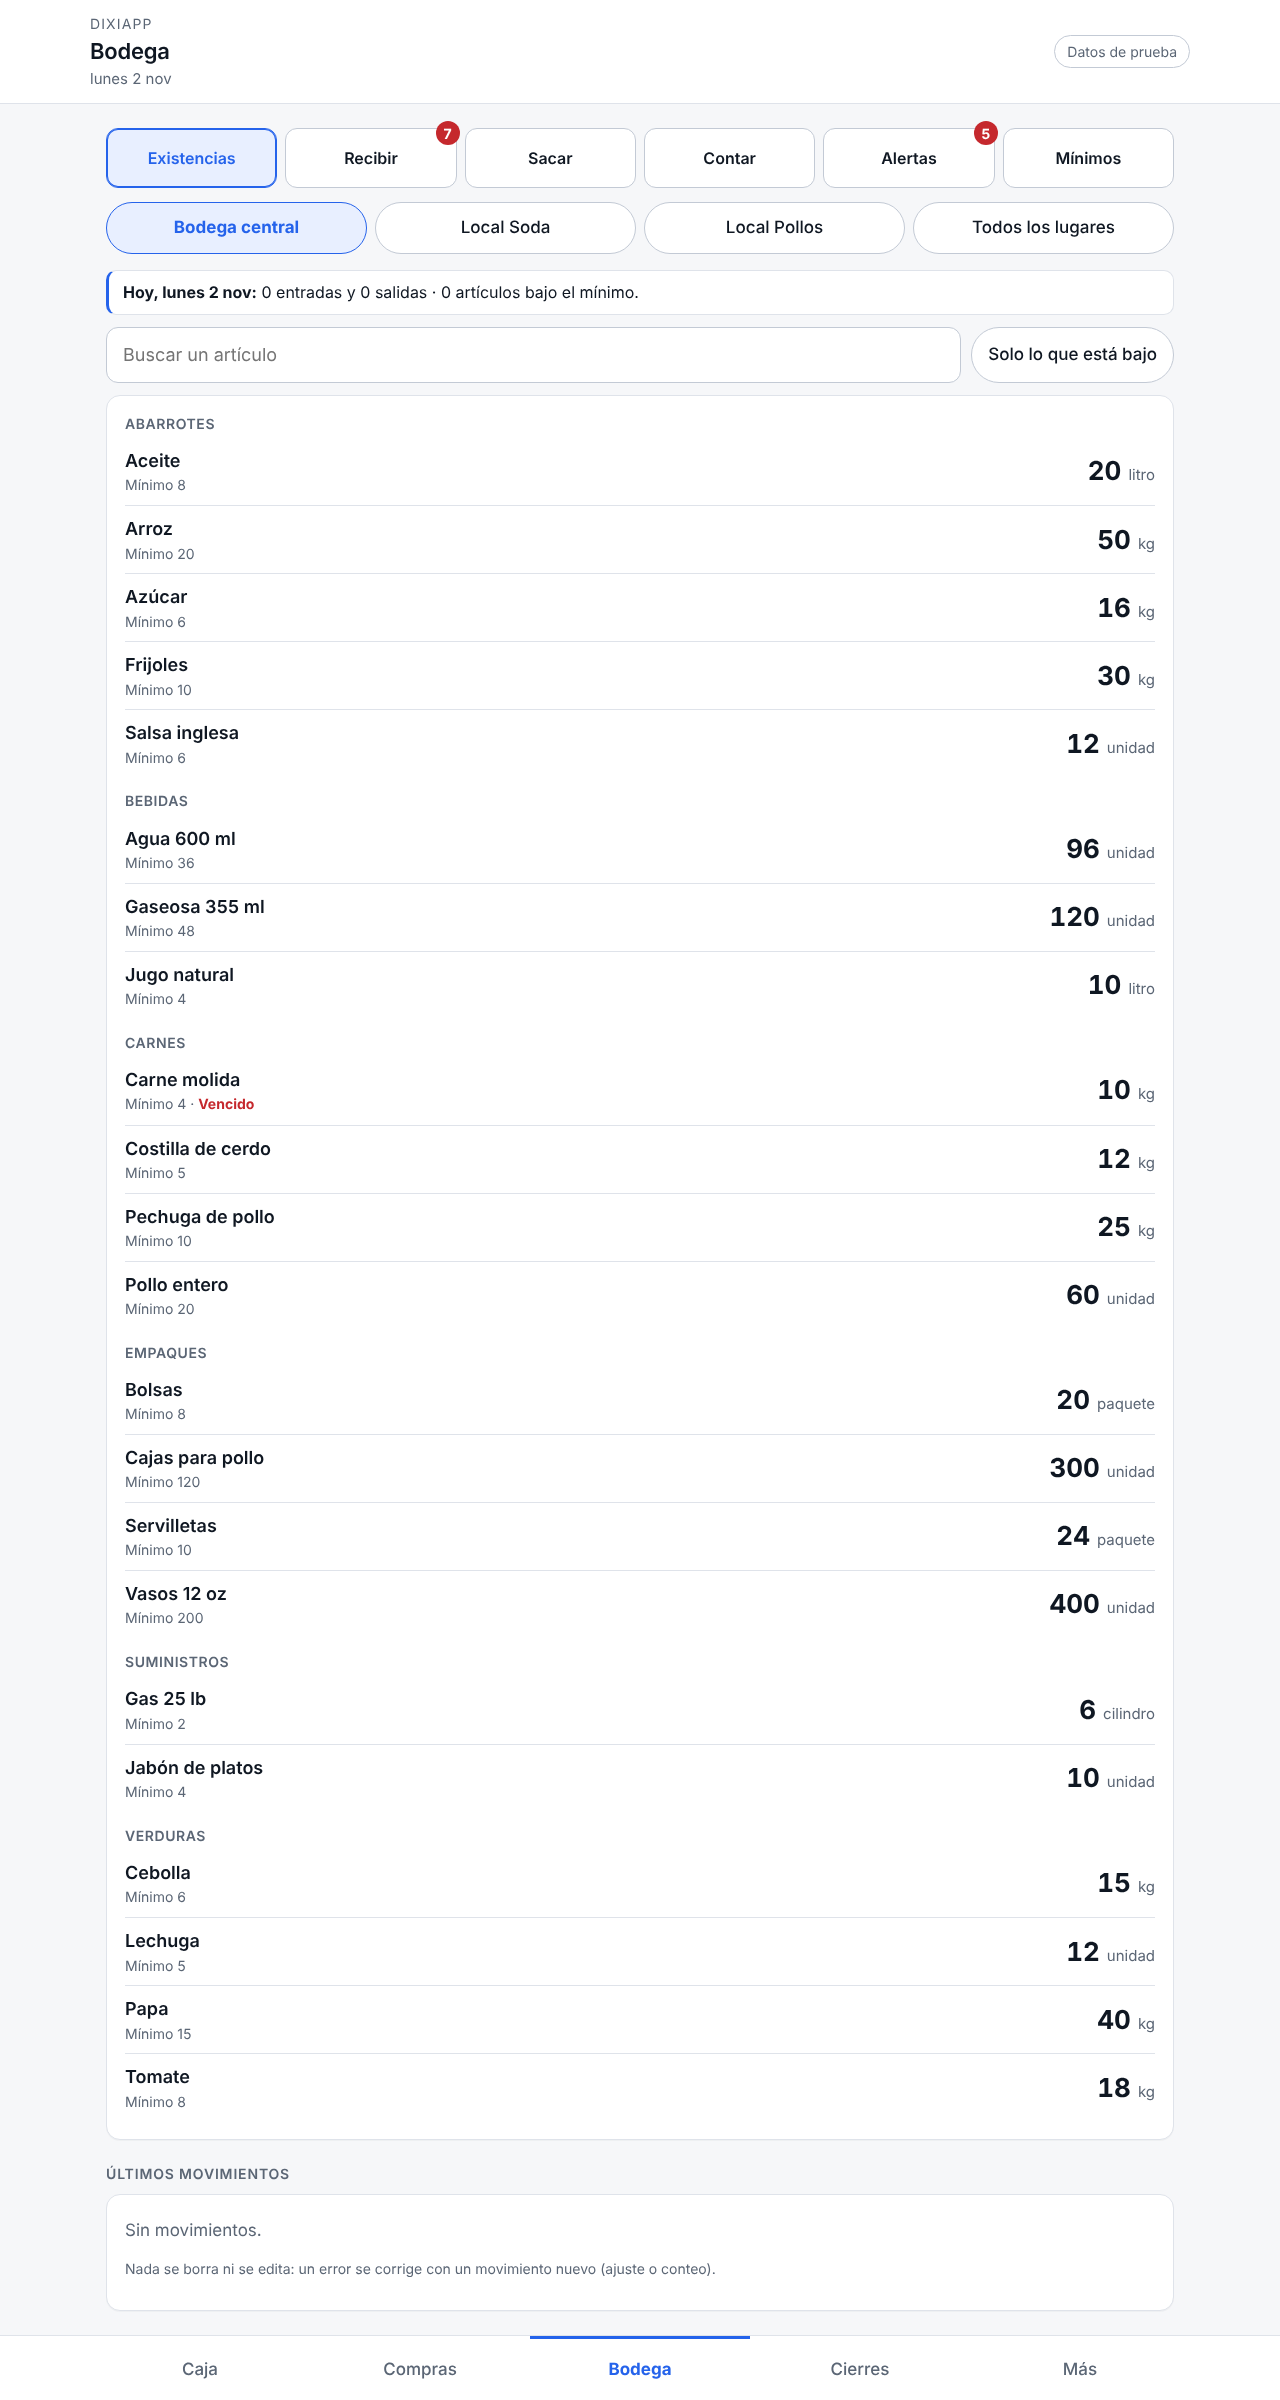 DIXIAPP
Bodega
lunes 2 nov
Datos de prueba
Existencias
Recibir
7
Sacar
Contar
Alertas
5
Mínimos
Bodega central
Local Soda
Local Pollos
Todos los lugares
Hoy, lunes 2 nov: 0 entradas y 0 salidas · 0 artículos bajo el mínimo.
Buscar un artículo
Solo lo que está bajo
ABARROTES
Aceite
Mínimo 8
20 litro
Arroz
Mínimo 20
50 kg
Azúcar
Mínimo 6
16 kg
Frijoles
Mínimo 10
30 kg
Salsa inglesa
Mínimo 6
12 unidad
BEBIDAS
Agua 600 ml
Mínimo 36
96 unidad
Gaseosa 355 ml
Mínimo 48
120 unidad
Jugo natural
Mínimo 4
10 litro
CARNES
Carne molida
Mínimo 4 · Vencido
10 kg
Costilla de cerdo
Mínimo 5
12 kg
Pechuga de pollo
Mínimo 10
25 kg
Pollo entero
Mínimo 20
60 unidad
EMPAQUES
Bolsas
Mínimo 8
20 paquete
Cajas para pollo
Mínimo 120
300 unidad
Servilletas
Mínimo 10
24 paquete
Vasos 12 oz
Mínimo 200
400 unidad
SUMINISTROS
Gas 25 lb
Mínimo 2
6 cilindro
Jabón de platos
Mínimo 4
10 unidad
VERDURAS
Cebolla
Mínimo 6
15 kg
Lechuga
Mínimo 5
12 unidad
Papa
Mínimo 15
40 kg
Tomate
Mínimo 8
18 kg
ÚLTIMOS MOVIMIENTOS
Sin movimientos.
Nada se borra ni se edita: un error se corrige con un movimiento nuevo (ajuste o conteo).
Caja
Compras
Bodega
Cierres
Más